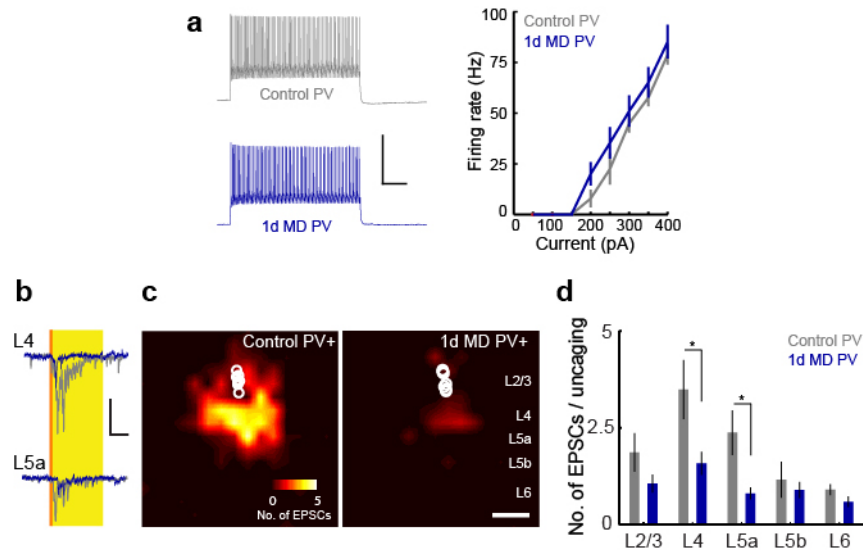 a
Control PV
1d MD PV
Control PV
1d MD PV
Firing rate (Hz)
100
75
50
25
0
0 100 200 300 400
Current (pA)
b
L4
L5a
c
Control PV+
0 5
No. of EPSCs
1d MD PV+
L2/3
L4
L5a
L5b
L6
d
Control PV
1d MD PV
No. of EPSCs / uncaging
5
2.5
0
* *
L2/3 L4 L5a L5b L6